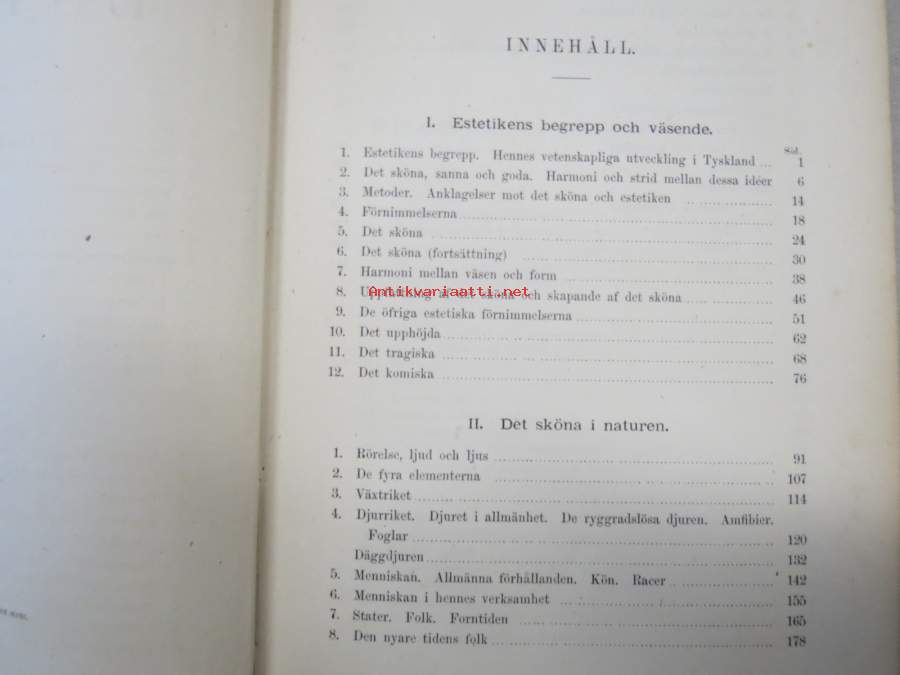 INNEHÅLL.
I. Estetikens begrepp och väsende.
Sid.
1. Estetikens begrepp. Hennes vetenskapliga utveckling i Tyskland ... 1
2. Det sköna, sanna och goda. Harmoni och strid mellan dessa idéer 6
3. Metoder. Anklagelser mot det sköna och estetiken 14
4. Förnimmelserna 18
5. Det sköna 24
6. Det sköna (fortsättning) 30
7. Harmoni mellan väsen och form 38
Antikvariaatti.net
8. det sköna och skapande af det sköna 46
9. De öfriga estetiska förnimmelserna 51
10. Det upphöjda 62
11. Det tragiska 68
12. Det komiska 76
II. Det sköna i naturen.
1. Rörelse, ljud och ljus 91
2. De fyra elementerna 107
3. Växtriket 114
4. Djurriket. Djuret i allmänhet. De ryggradslösa djuren. Amfibier.
Foglar 120
Däggdjuren 132
5. Menniskan. Allmänna förhållanden. Kön. Racer 142
6. Menniskan i hennes verksamhet 155
7. Stater. Folk. Forntiden 165
8. Den nyare tidens folk 178